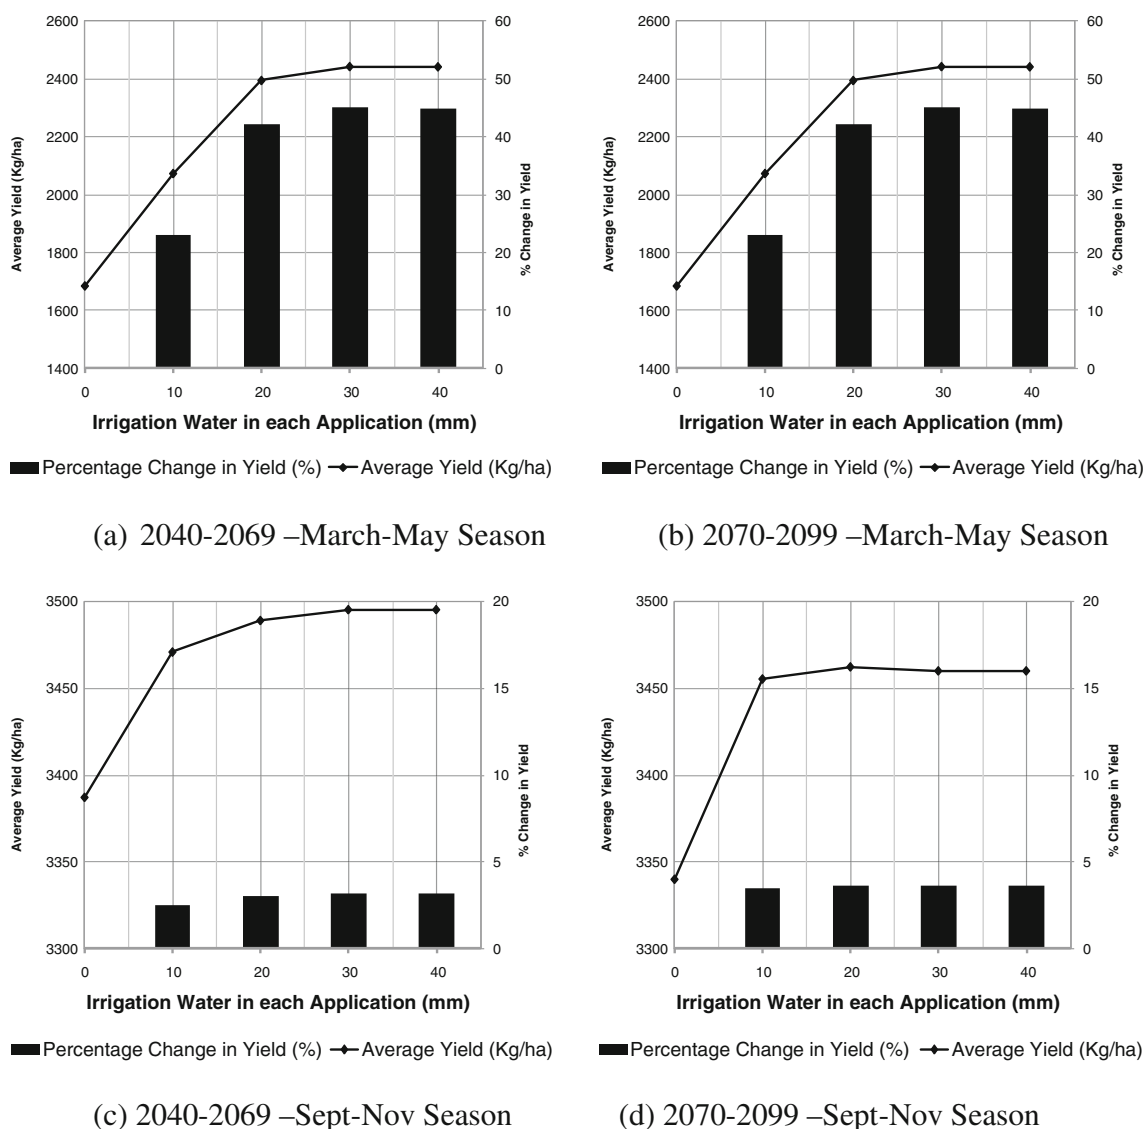 2600
2400
2200
2000
1800
1600
1400
60
50
40
30
20
10
0
Average Yield (Kg/ha)
% Change in Yield
0 10 20 30 40
Irrigation Water in each Application (mm)
Percentage Change in Yield (%) Average Yield (Kg/ha)
(a) 2040-2069 –March-May Season
2600
2400
2200
2000
1800
1600
1400
60
50
40
30
20
10
0
Average Yield (Kg/ha)
% Change in Yield
0 10 20 30 40
Irrigation Water in each Application (mm)
Percentage Change in Yield (%) Average Yield (Kg/ha)
(b) 2070-2099 –March-May Season
3500
3450
3400
3350
3300
20
15
10
5
0
Average Yield (Kg/ha)
% Change in Yield
0 10 20 30 40
Irrigation Water in each Application (mm)
Percentage Change in Yield (%) Average Yield (Kg/ha)
(c) 2040-2069 –Sept-Nov Season
3500
3450
3400
3350
3300
20
15
10
5
0
Average Yield (Kg/ha)
% Change in Yield
0 10 20 30 40
Irrigation Water in each Application (mm)
Percentage Change in Yield (%) Average Yield (Kg/ha)
(d) 2070-2099 –Sept-Nov Season